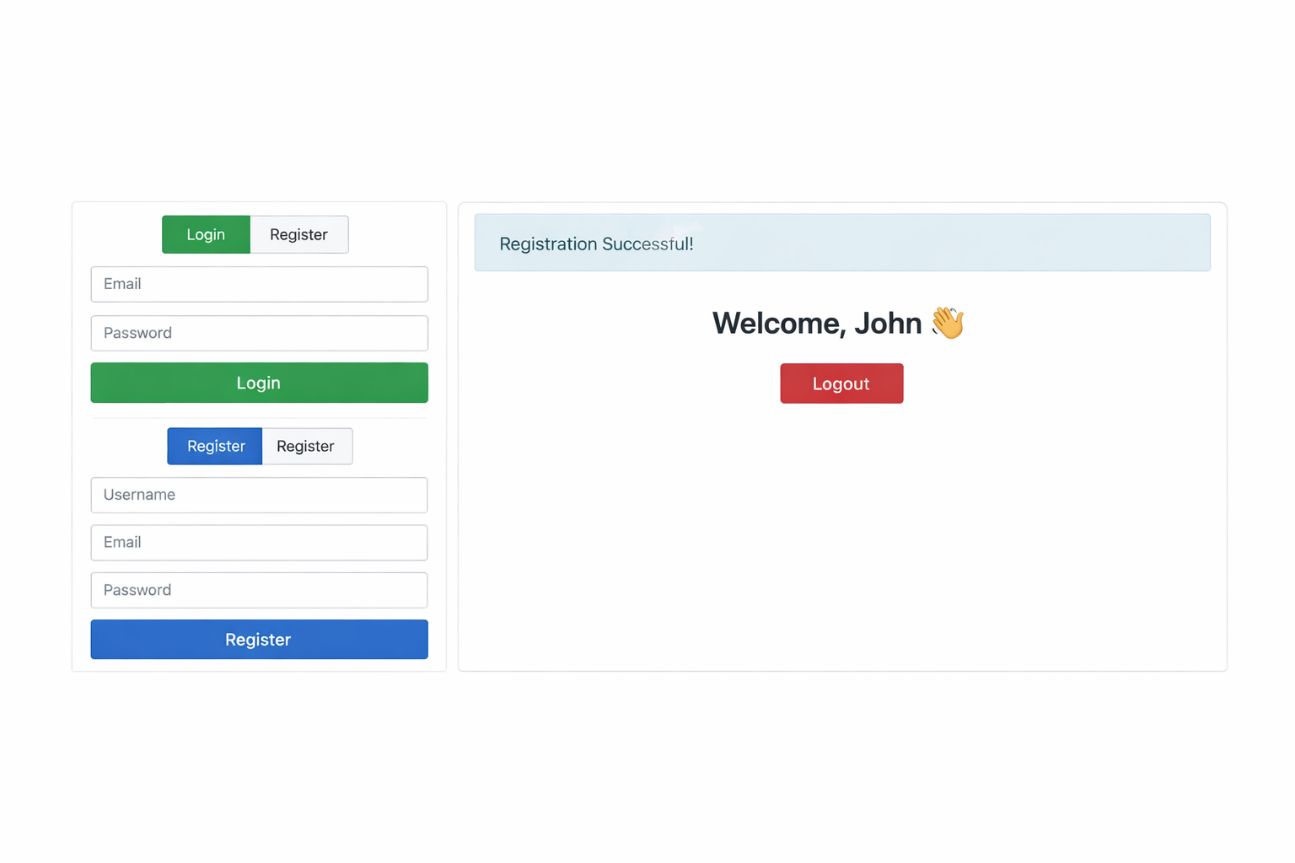 Login Register
Email
Password
Login
Register Register
Username
Email
Password
Register
Registration Successful!
Welcome, John 👋
Logout